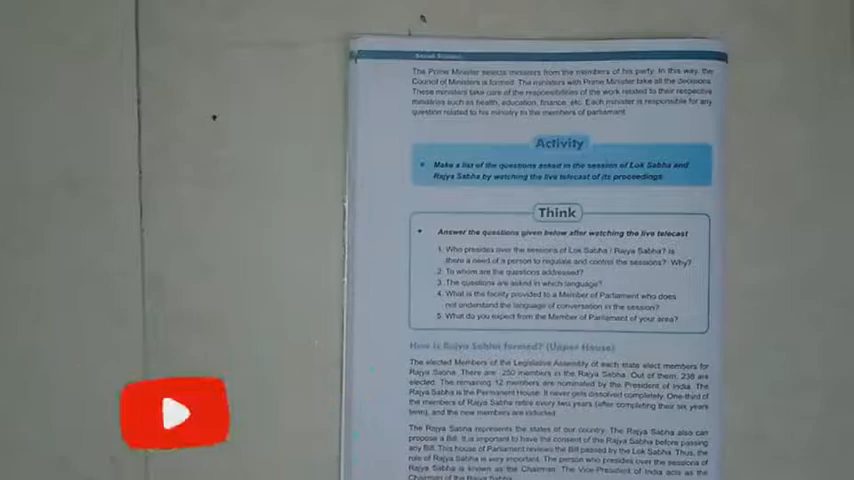 Social Science
The Prime Minister selects ministers from the members of his party. In this way, the
Council of Ministers is formed. The ministers with Prime Minister take all the decisions.
These ministers take care of the responsibilities of the work related to their respective
ministries such as health, education, finance, etc. Each minister is responsible for any
question related to his ministry to the members of parliament.
Activity
• Make a list of the questions asked in the session of Lok Sabha and
Rajya Sabha by watching the live telecast of its proceedings.
Think
• Answer the questions given below after watching the live telecast
1. Who presides over the sessions of Lok Sabha / Rajya Sabha? Is
there a need of a person to regulate and control the sessions? Why?
2. To whom are the questions addressed?
3. The questions are asked in which language?
4. What is the facility provided to a Member of Parliament who does
not understand the language of conversation in the session?
5. What do you expect from the Member of Parliament of your area?
How is Rajya Sabha formed? (Upper House)
The elected Members of the Legislative Assembly of each state elect members for
Rajya Sabha. There are 250 members in the Rajya Sabha. Out of them, 238 are
elected. The remaining 12 members are nominated by the President of India. The
Rajya Sabha is the Permanent House. It never gets dissolved completely. One-third of
the members of Rajya Sabha retire every two years (after completing their six years
term), and the new members are inducted.
The Rajya Sabha represents the states of our country. The Rajya Sabha also can
propose a Bill. It is important to have the consent of the Rajya Sabha before passing
any Bill. This house of Parliament reviews the Bill passed by the Lok Sabha. Thus, the
role of Rajya Sabha is very important. The person who presides over the sessions of
Rajya Sabha is known as the Chairman. The Vice-President of India acts as the
Chairman of the Rajya Sabha.